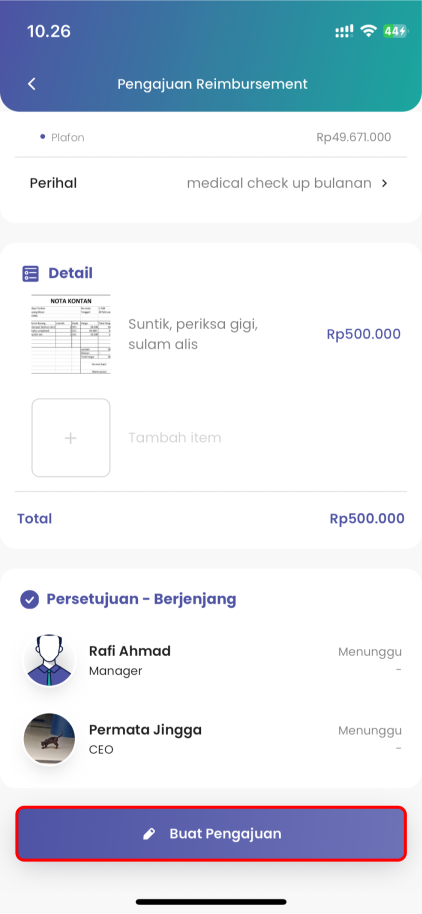 10.26
44
Pengajuan Reimbursement
Plafon Rp49.671.000
Perihal medical check up bulanan
Detail
NOTA KONTAN
Suntik, periksa gigi,
sulam alis
Rp500.000
+
Tambah item
Total Rp500.000
Persetujuan - Berjenjang
Rafi Ahmad Menunggu
Manager -
Permata Jingga Menunggu
CEO -
Buat Pengajuan